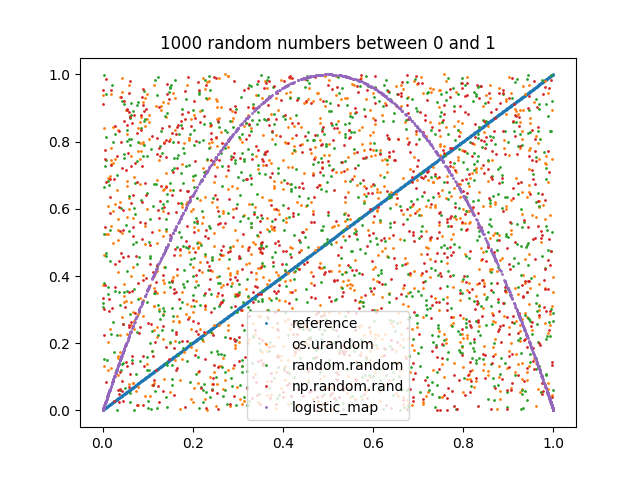 1000 random numbers between 0 and 1
1.0
0.8
0.6
0.4
0.2
0.0
reference
os.urandom
random.random
np.random.rand
logistic_map
0.0 0.2 0.4 0.6 0.8 1.0